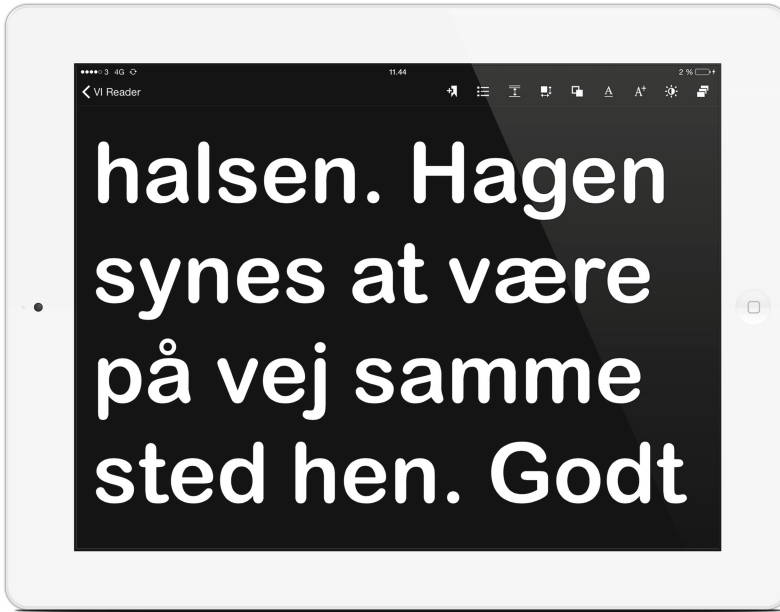 3 4G 11.44 2 %
VI Reader A A+
halsen. Hagen
synes at være
på vej samme
sted hen. Godt